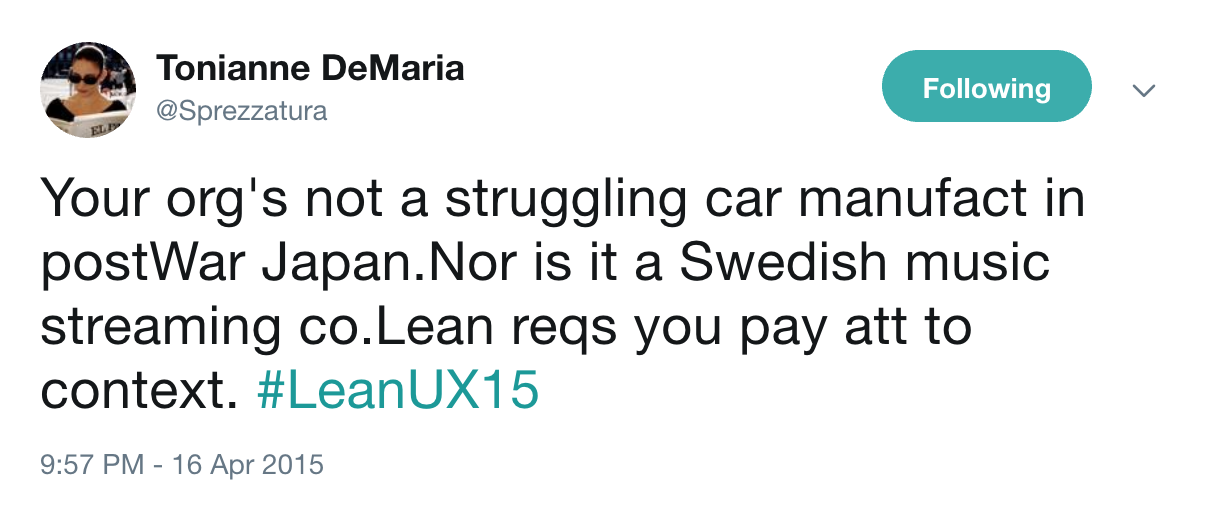 Tonianne DeMaria
@Sprezzatura
Following
Your org's not a struggling car manufact in
postWar Japan.Nor is it a Swedish music
streaming co.Lean reqs you pay att to
context. #LeanUX15
9:57 PM - 16 Apr 2015